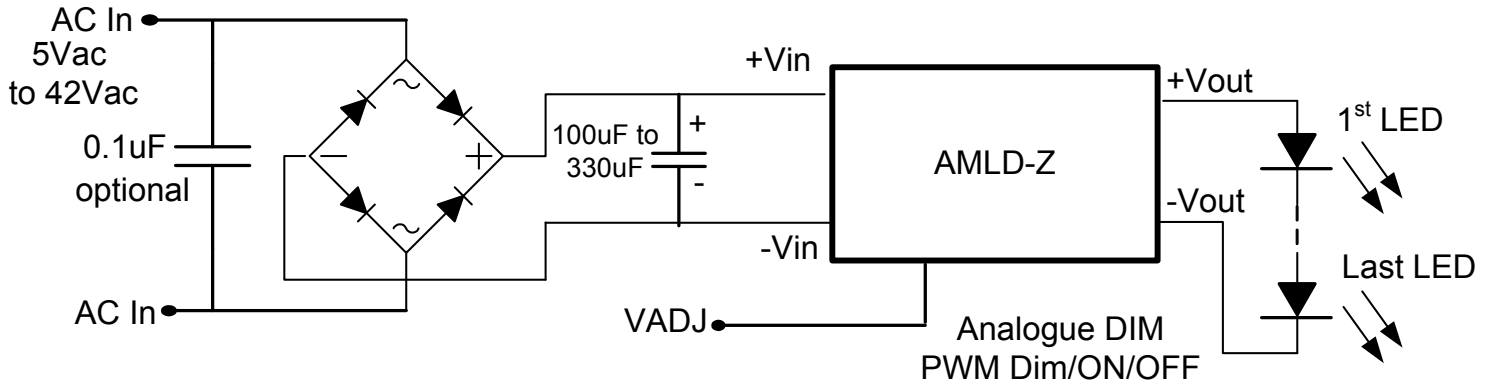 AC In
5Vac
to 42Vac
0.1uF
optional
AC In
~
-
+
~
100uF to
330uF
+
-
+Vin
-Vin
AMLD-Z
VADJ
Analogue DIM
PWM Dim/ON/OFF
+Vout
-Vout
1st LED
Last LED